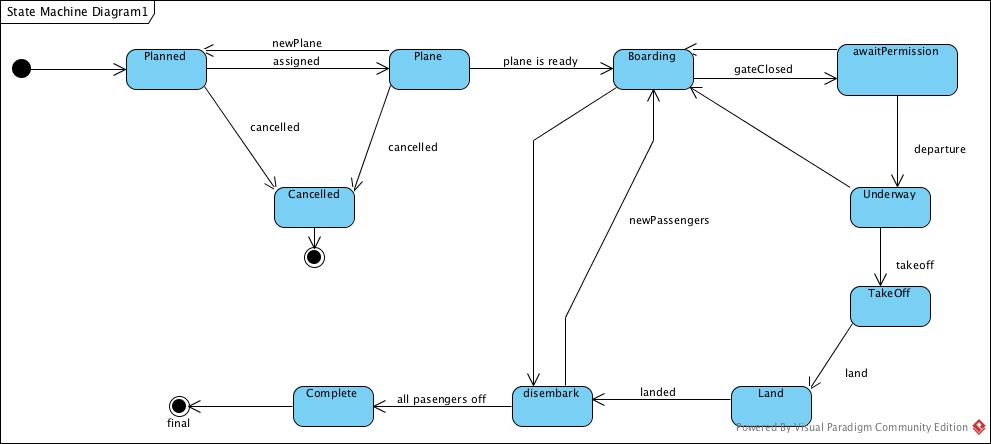 State Machine Diagram1
newPlane
Planned
Plane
Boarding
awaitPermission
assigned
plane is ready
gateClosed
cancelled
cancelled
departure
Cancelled
Underway
newPassengers
takeoff
TakeOff
land
Complete
all pasengers off
disembark
landed
Land
final
Powered By Visual Paradigm Community Edition